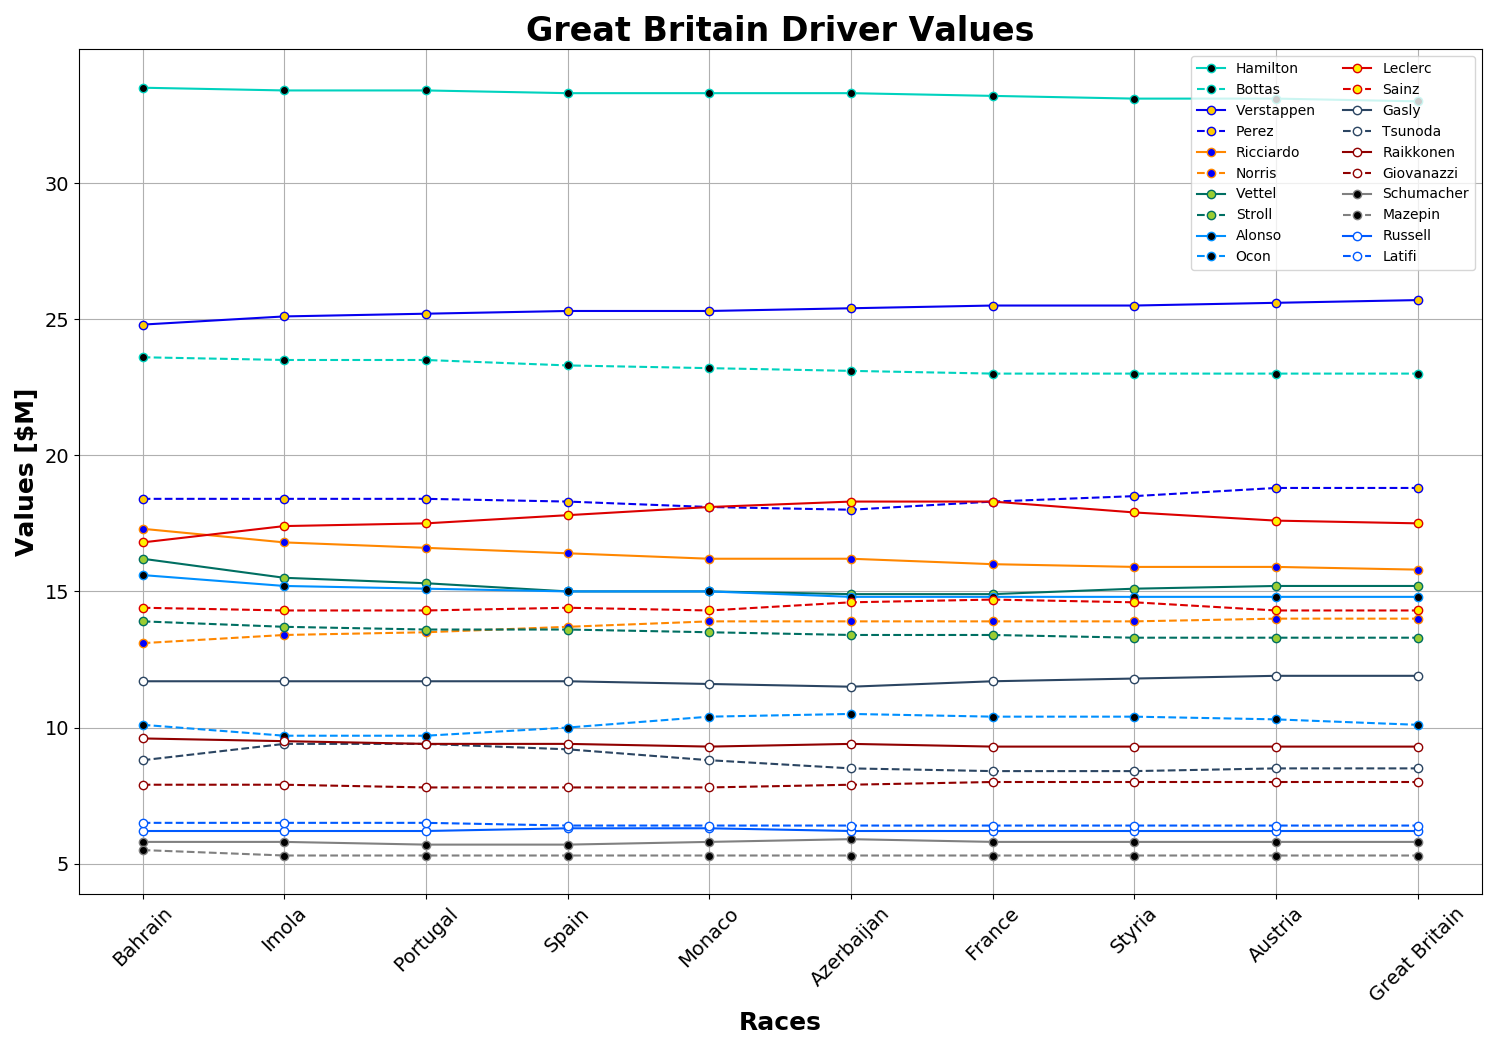 Great Britain Driver Values
Hamilton
Bottas
Verstappen
Perez
Ricciardo
Norris
Vettel
Stroll
Alonso
Ocon
Leclerc
Sainz
Gasly
Tsunoda
Raikkonen
Giovanazzi
Schumacher
Mazepin
Russell
Latifi
Values [$M]
30
25
20
15
10
5
Bahrain
Imola
Portugal
Spain
Monaco
Azerbaijan
France
Styria
Austria
Great Britain
Races